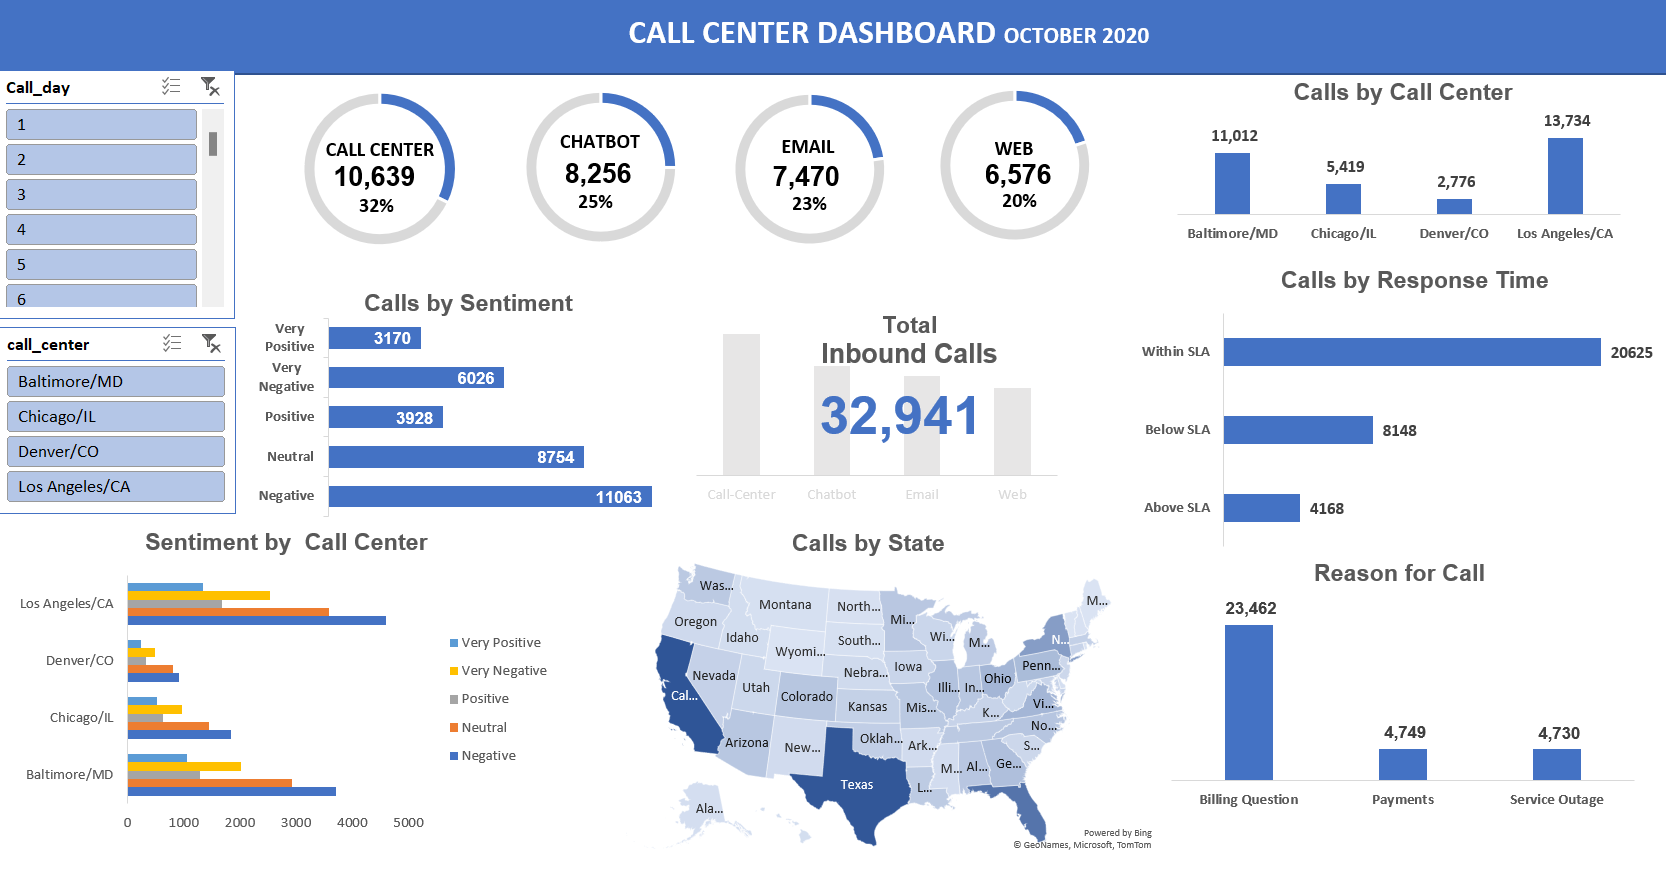 CALL CENTER DASHBOARD OCTOBER 2020
Call_day
1
2
3
4
5
6
call_center
Baltimore/MD
Chicago/IL
Denver/CO
Los Angeles/CA
CALL CENTER
10,639
32%
CHATBOT
8,256
25%
EMAIL
7,470
23%
WEB
6,576
20%
Calls by Call Center
11,012
5,419
2,776
13,734
Baltimore/MD
Chicago/IL
Denver/CO
Los Angeles/CA
Calls by Sentiment
Very
Positive
3170
Very
Negative
6026
Positive
3928
Neutral
8754
Negative
11063
Total
Inbound Calls
32,941
Call-Center
Chatbot
Email
Web
Calls by Response Time
Within SLA
20625
Below SLA
8148
Above SLA
4168
Sentiment by Call Center
Los Angeles/CA
Denver/CO
Chicago/IL
Baltimore/MD
0
1000
2000
3000
4000
5000
Very Positive
Very Negative
Positive
Neutral
Negative
Calls by State
Was...
Montana
North...
Mi...
M...
Oregon
Idaho
South...
Wi...
M...
N...
Wyomi...
Iowa
Penn...
Nevada
Utah
Nebra...
Illi...
In...
Ohio
Cal...
Colorado
Kansas
Mis...
K...
Vi...
No...
Arizona
New...
Oklah...
Ark...
S...
M...
Al...
Ge...
Texas
L...
Ala...
Powered by Bing
© GeoNames, Microsoft, TomTom
Reason for Call
23,462
4,749
4,730
Billing Question
Payments
Service Outage